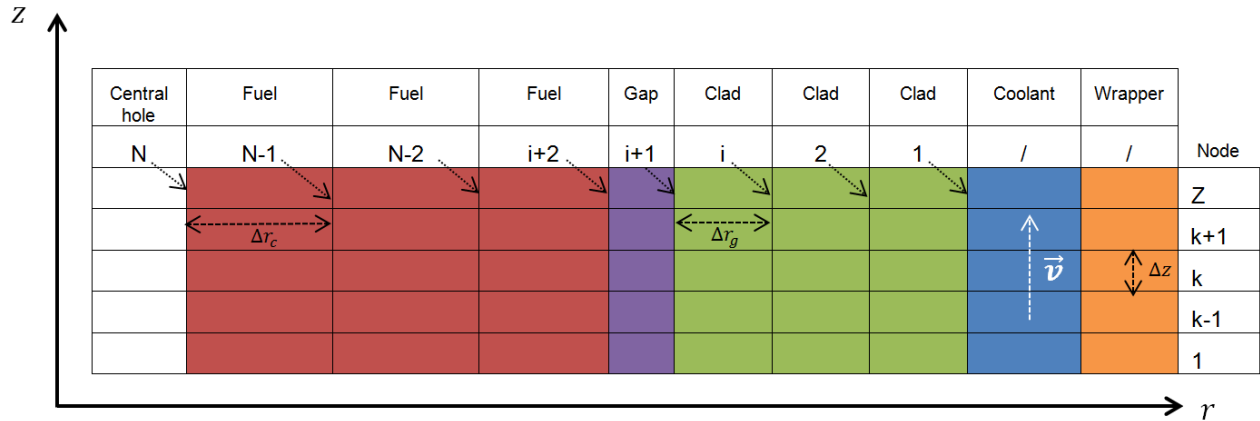 Z
Central hole Fuel Fuel Fuel Gap Clad Clad Clad Coolant Wrapper
N N-1 N-2 i+2 i+1 i 2 1 / / Node
Z
Δr_c Δr_g k+1
v⃗ Δz k
k-1
1
r